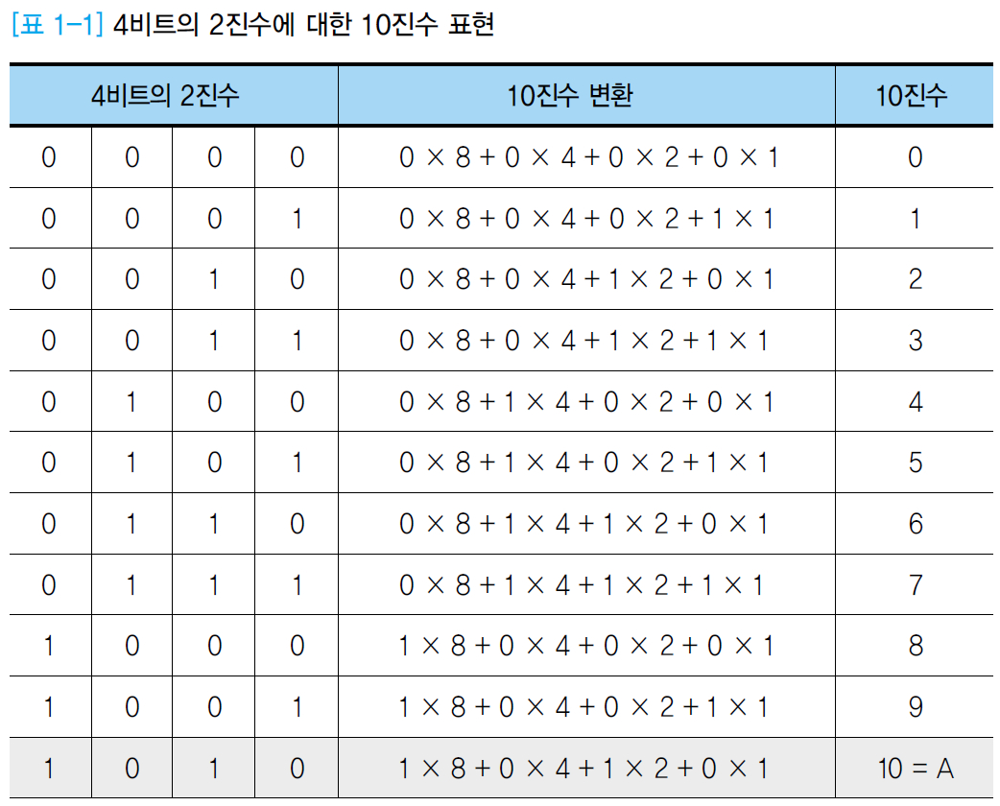 [표 1-1] 4비트의 2진수에 대한 10진수 표현
4비트의 2진수 10진수 변환 10진수
0 0 0 0 0 × 8 + 0 × 4 + 0 × 2 + 0 × 1 0
0 0 0 1 0 × 8 + 0 × 4 + 0 × 2 + 1 × 1 1
0 0 1 0 0 × 8 + 0 × 4 + 1 × 2 + 0 × 1 2
0 0 1 1 0 × 8 + 0 × 4 + 1 × 2 + 1 × 1 3
0 1 0 0 0 × 8 + 1 × 4 + 0 × 2 + 0 × 1 4
0 1 0 1 0 × 8 + 1 × 4 + 0 × 2 + 1 × 1 5
0 1 1 0 0 × 8 + 1 × 4 + 1 × 2 + 0 × 1 6
0 1 1 1 0 × 8 + 1 × 4 + 1 × 2 + 1 × 1 7
1 0 0 0 1 × 8 + 0 × 4 + 0 × 2 + 0 × 1 8
1 0 0 1 1 × 8 + 0 × 4 + 0 × 2 + 1 × 1 9
1 0 1 0 1 × 8 + 0 × 4 + 1 × 2 + 0 × 1 10 = A